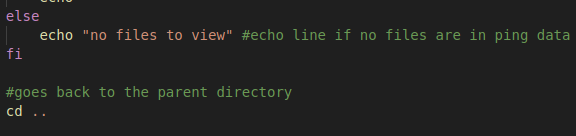 else
    echo "no files to view" #echo line if no files are in ping data
fi

#goes back to the parent directory
cd ..